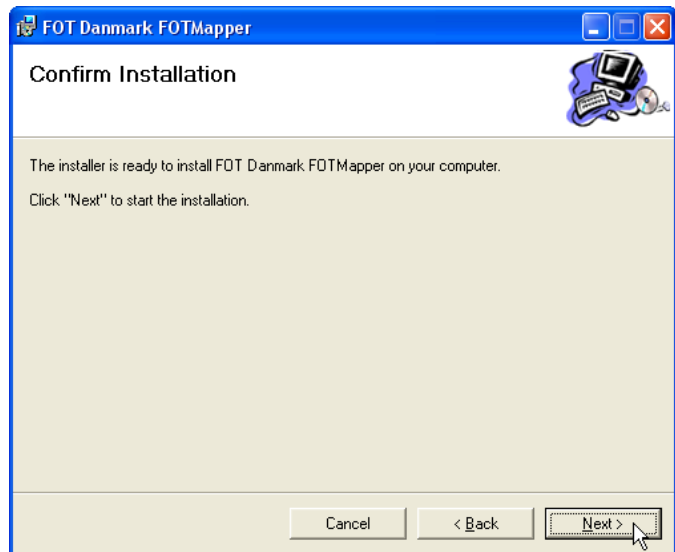 FOT Danmark FOTMapper
Confirm Installation
The installer is ready to install FOT Danmark FOTMapper on your computer.
Click "Next" to start the installation.
Cancel
< Back
Next >